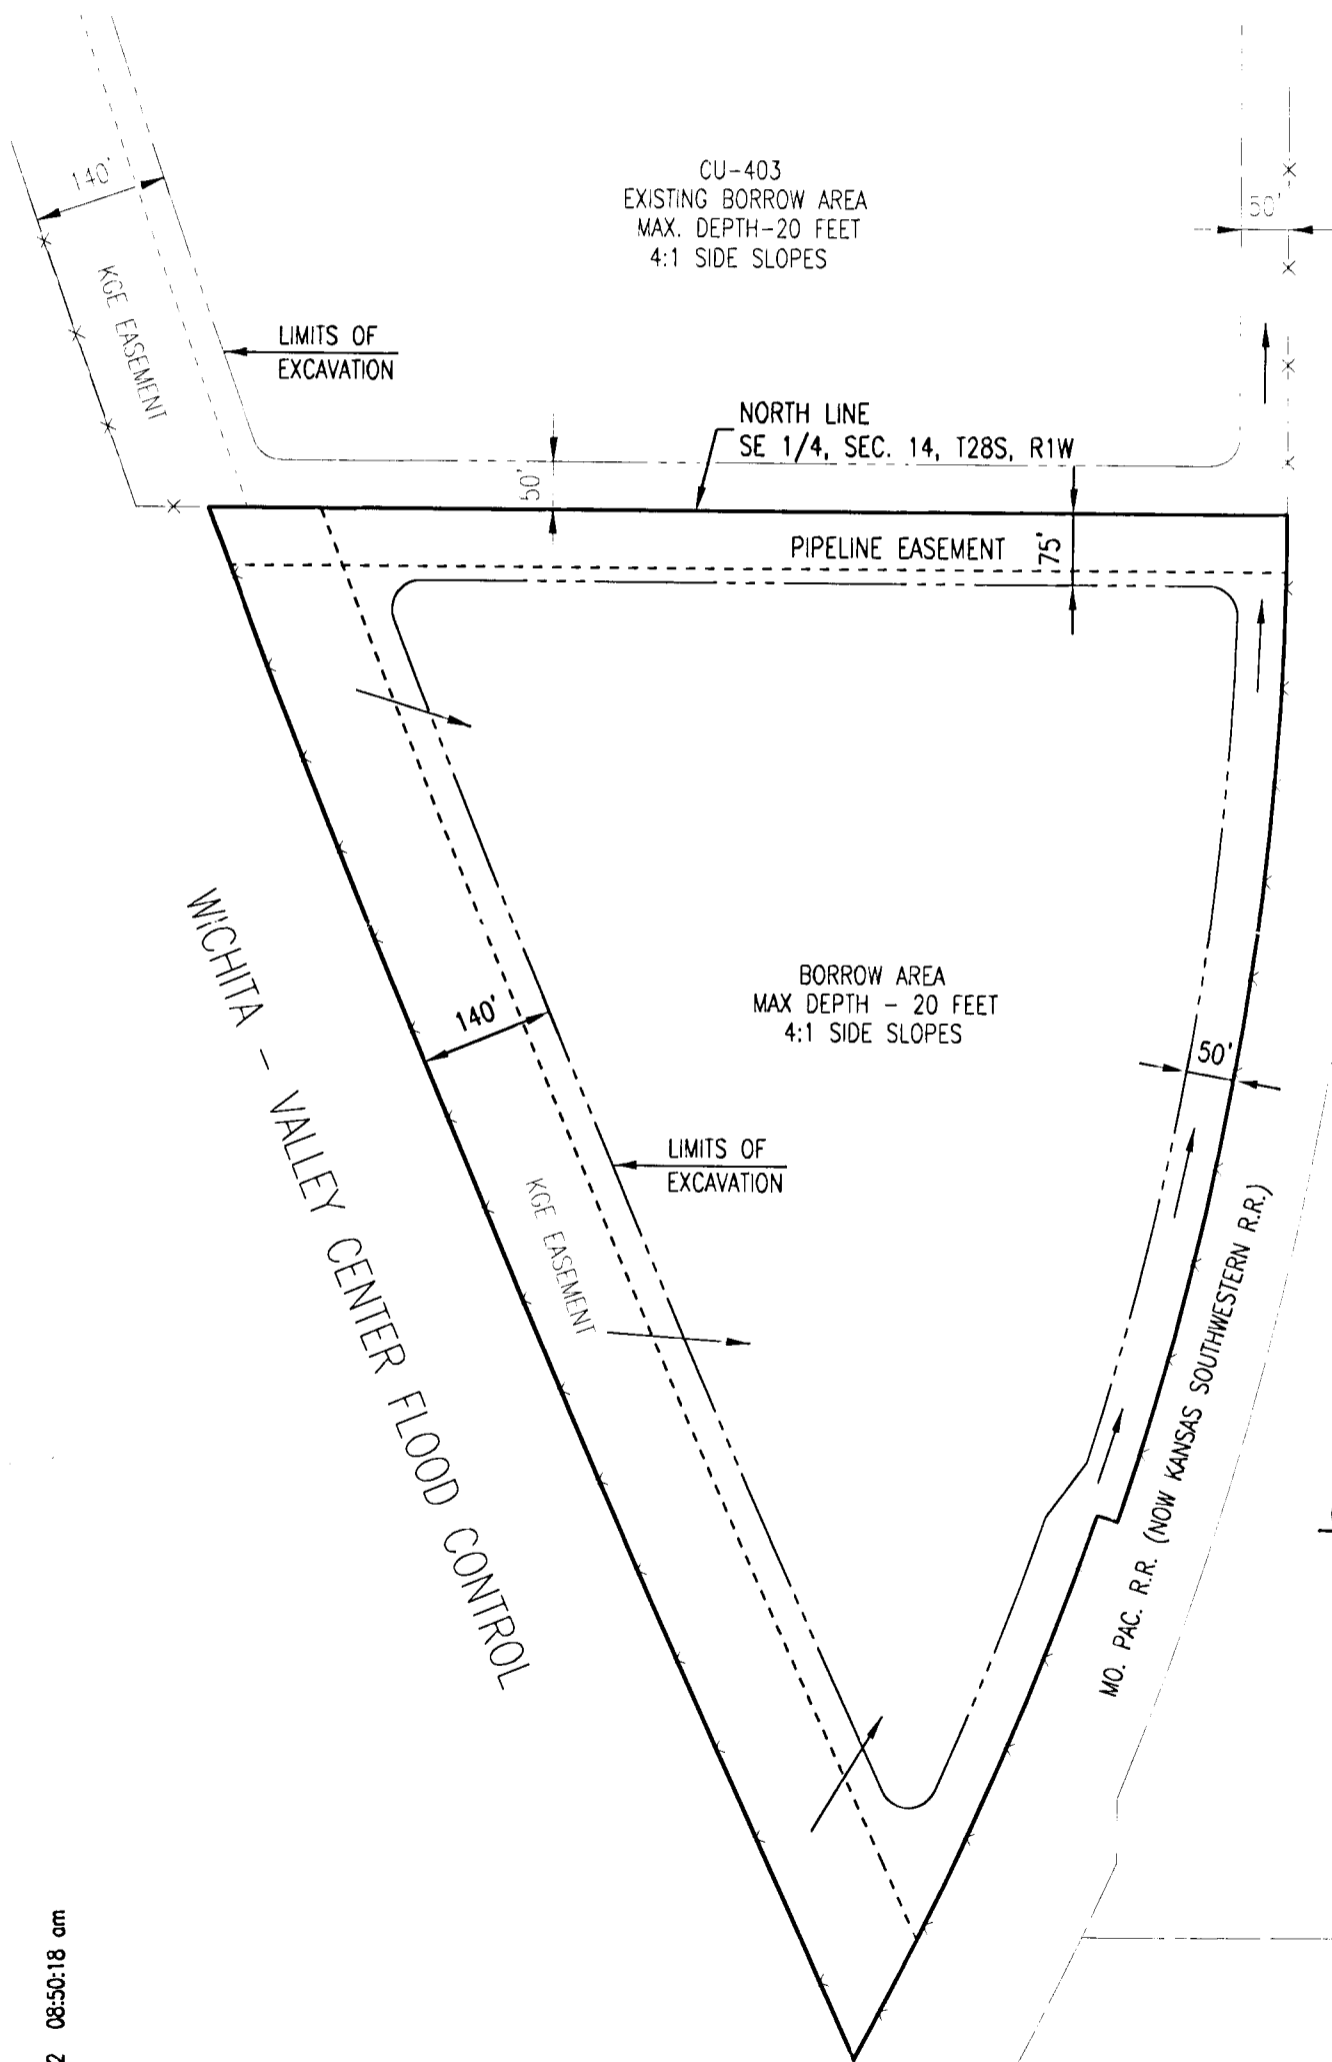 CU-403
EXISTING BORROW AREA
MAX. DEPTH-20 FEET
4:1 SIDE SLOPES
140'
50'
KGE EASEMENT
LIMITS OF
EXCAVATION
NORTH LINE
SE 1/4, SEC. 14, T28S, R1W
50'
PIPELINE EASEMENT
75'
WICHITA - VALLEY CENTER FLOOD CONTROL
BORROW AREA
MAX DEPTH - 20 FEET
4:1 SIDE SLOPES
140'
50'
LIMITS OF
EXCAVATION
KGE EASEMENT
MO. PAC. R.R. (NOW KANSAS SOUTHWESTERN R.R.)
2 08:50:18 am